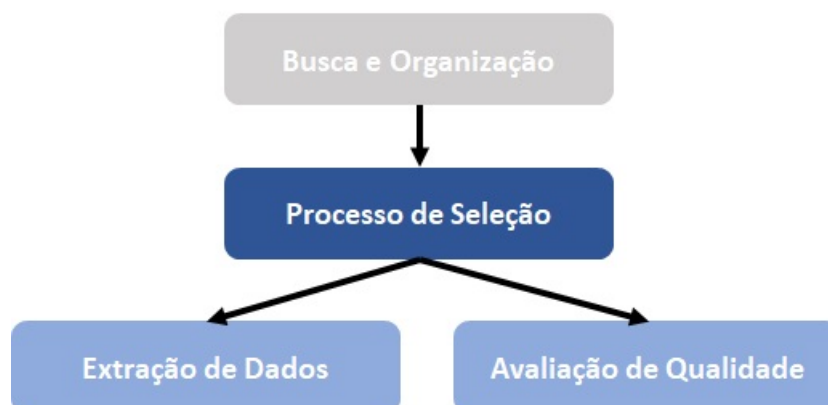 Busca e Organização
Processo de Seleção
Extração de Dados
Avaliação de Qualidade